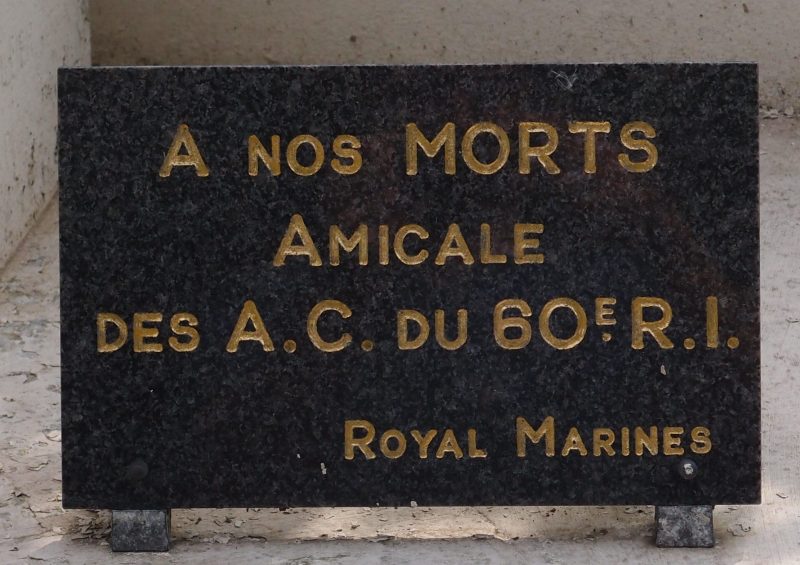 A NOS MORTS
AMICALE
DES A.C. DU 60E R.I.
ROYAL MARINES